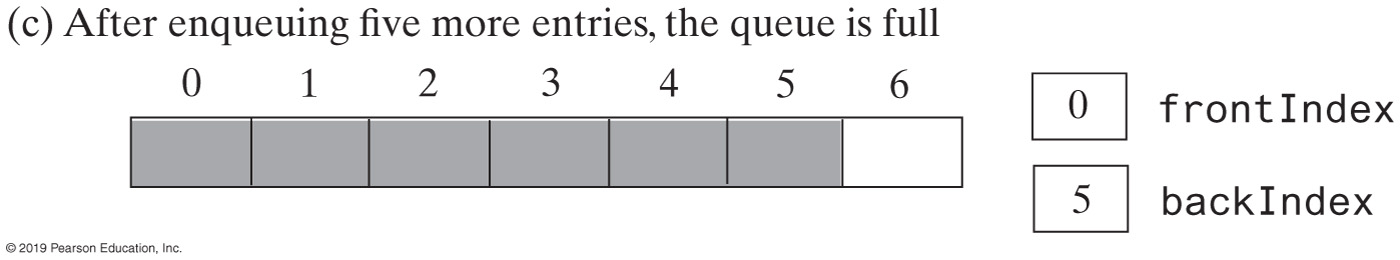 (c) After enqueuing five more entries, the queue is full
0 1 2 3 4 5 6
0 frontIndex
5 backIndex
© 2019 Pearson Education, Inc.